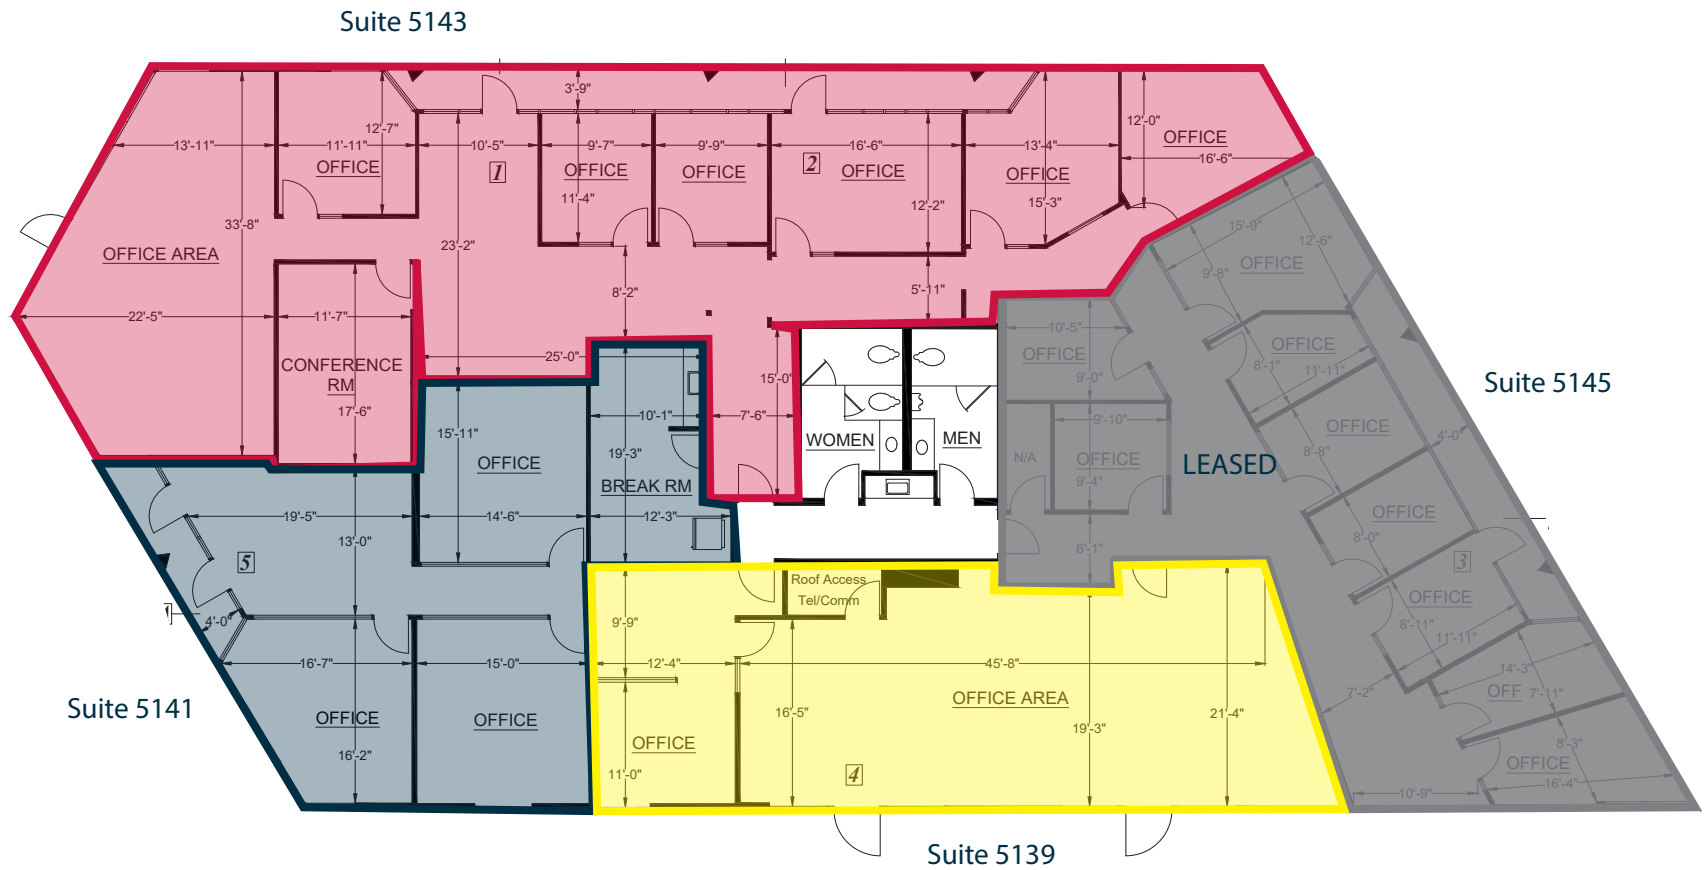 Suite 5143
3'-9"
12'-7"
12'-0"
OFFICE
13'-11"
11'-11"
10'-5"
9'-7"
9'-9"
16'-6"
13'-4"
16'-6"
OFFICE
1
OFFICE
OFFICE
2
OFFICE
OFFICE
11'-4"
12'-2"
15'-3"
33'-8"
23'-2"
OFFICE AREA
8'-2"
5'-11"
22'-5"
11'-7"
CONFERENCE
RM
17'-6"
25'-0"
15'-0"
7'-6"
15'-9"
12'-6"
OFFICE
9'-8"
10'-5"
OFFICE
9'-0"
OFFICE
8'-1"
11'-11"
Suite 5145
9'-10"
OFFICE
4'-0"
8'-8"
LEASED
N/A
OFFICE
9'-4"
OFFICE
8'-0"
6'-1"
3
OFFICE
8'-11"
11'-11"
14'-3"
OFF
7'-11"
7'-2"
8'-3"
OFFICE
16'-4"
10'-9"
WOMEN
MEN
15'-11"
OFFICE
10'-1"
19'-3"
BREAK RM
12'-3"
19'-5"
14'-6"
13'-0"
5
4'-0"
16'-7"
15'-0"
OFFICE
OFFICE
16'-2"
Suite 5141
Roof Access
Tel/Comm
9'-9"
12'-4"
45'-8"
OFFICE AREA
16'-5"
19'-3"
21'-4"
OFFICE
11'-0"
4
Suite 5139